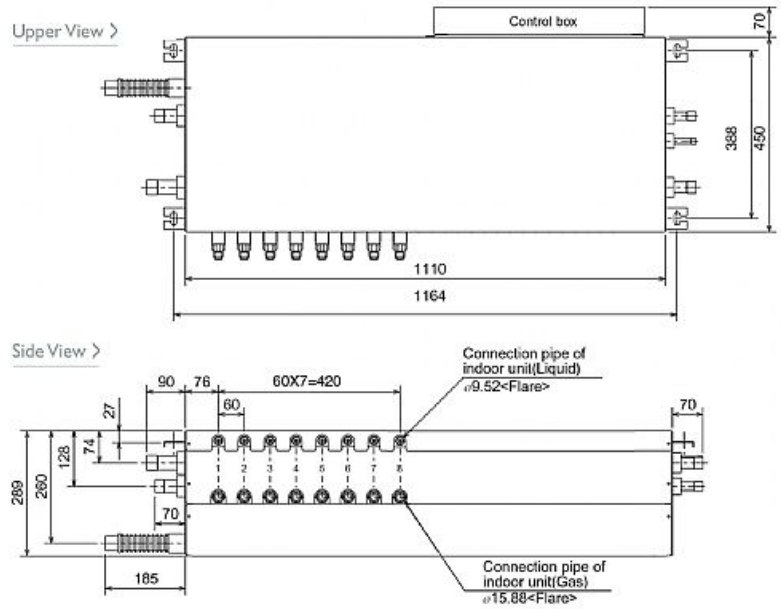 Upper View >
Control box
70
388
450
1110
1164
Side View >
Connection pipe of
indoor unit(Liquid)
ø9.52<Flare>
90
76
60X7=420
70
60
27
74
128
260
289
1 2 3 4 5 6 7 8
70
185
Connection pipe of
indoor unit(Gas)
ø15.88<Flare>